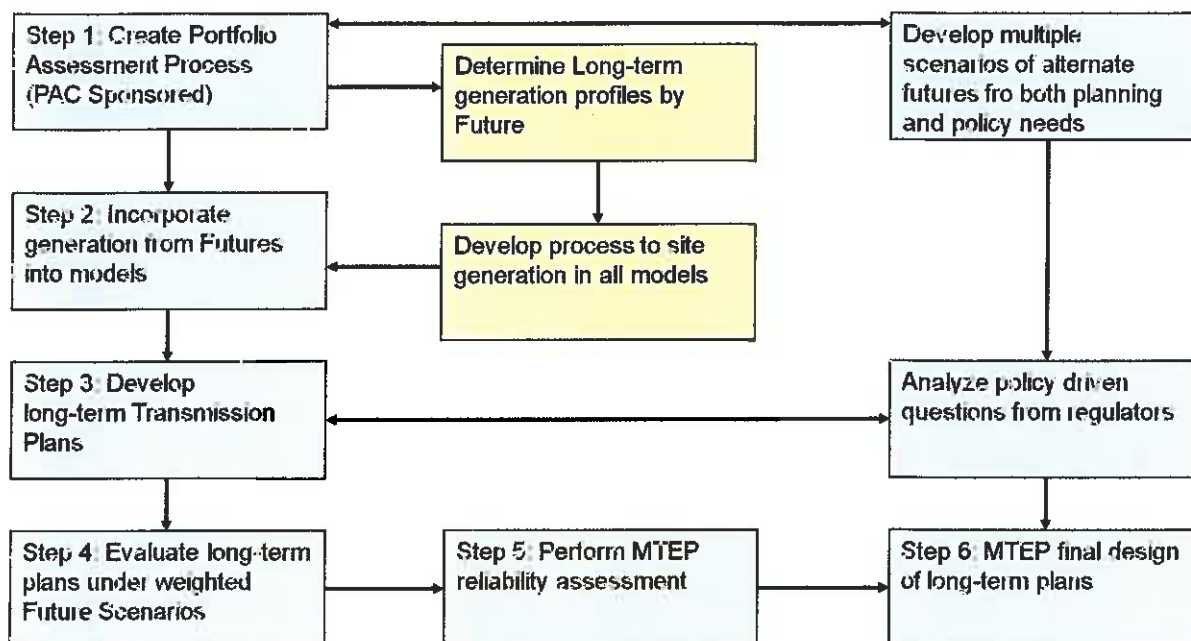 Step 1: Create Portfolio
Assessment Process
(PAC Sponsored)
Determine Long-term
generation profiles by
Future
Develop multiple
scenarios of alternate
futures fro both planning
and policy needs
Step 2: Incorporate
generation from Futures
into models
Develop process to site
generation in all models
Step 3: Develop
long-term Transmission
Plans
Analyze policy driven
questions from regulators
Step 4: Evaluate long-term
plans under weighted
Future Scenarios
Step 5: Perform MTEP
reliability assessment
Step 6: MTEP final design
of long-term plans